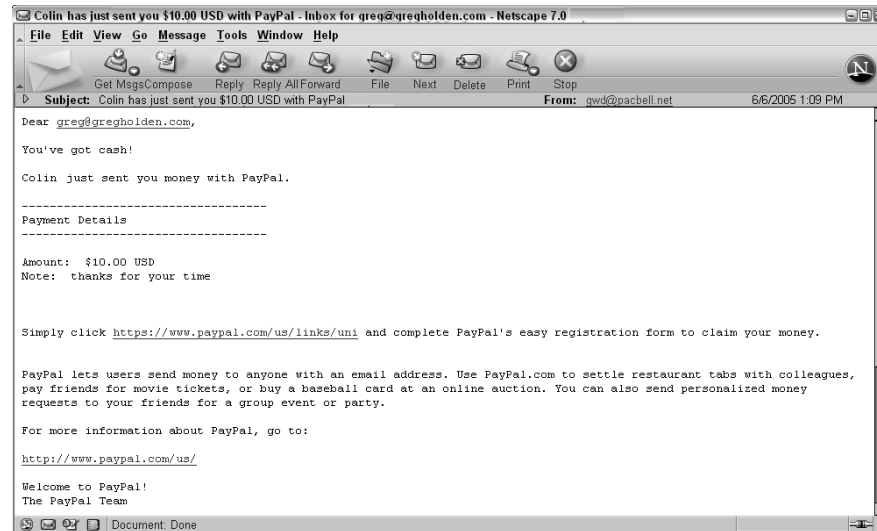 Colin has just sent you $10.00 USD with PayPal - Inbox for greg@gregholden.com - Netscape 7.0
File Edit View Go Message Tools Window Help
Get Msgs Compose Reply Reply All Forward File Next Delete Print Stop
N
Subject: Colin has just sent you $10.00 USD with PayPal From: gwd@pacbell.net 6/6/2005 1:09 PM
Dear greg@gregholden.com,
You've got cash!
Colin just sent you money with PayPal.
-----------------------------------
Payment Details
-----------------------------------
Amount: $10.00 USD
Note: thanks for your time
Simply click https://www.paypal.com/us/links/uni and complete PayPal's easy registration form to claim your money.
PayPal lets users send money to anyone with an email address. Use PayPal.com to settle restaurant tabs with colleagues,
pay friends for movie tickets, or buy a baseball card at an online auction. You can also send personalized money
requests to your friends for a group event or party.
For more information about PayPal, go to:
http://www.paypal.com/us/
Welcome to PayPal!
The PayPal Team
Document: Done